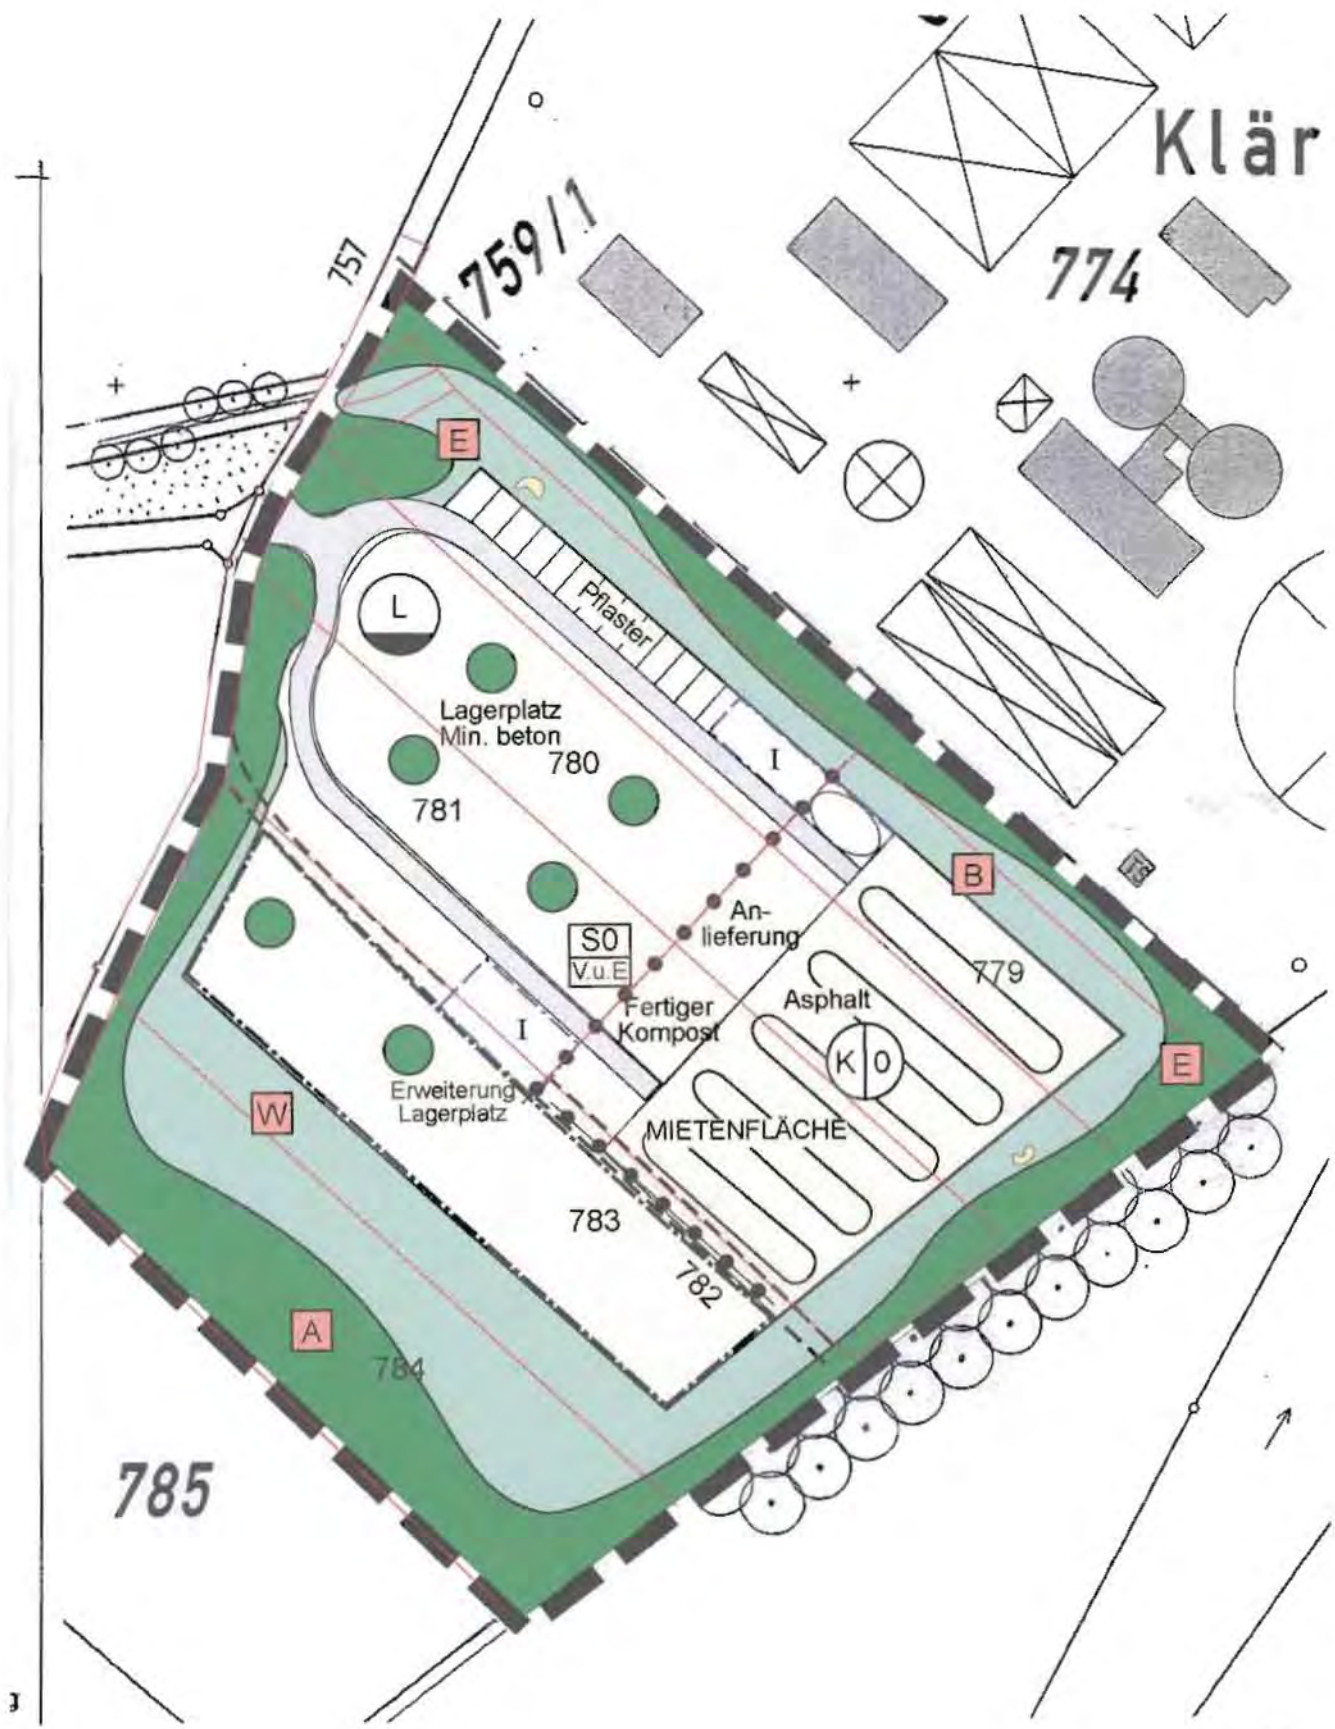 Klär
757
759/1
774
E
Pflaster
L
Lagerplatz
Min. beton
780
I
781
B
An-
lieferung
S0
V.u.E
779
Asphalt
Fertiger
Kompost
I
K 0
E
Erweiterung
Lagerplatz
W
MIETENFLÄCHE
783
782
A
784
785